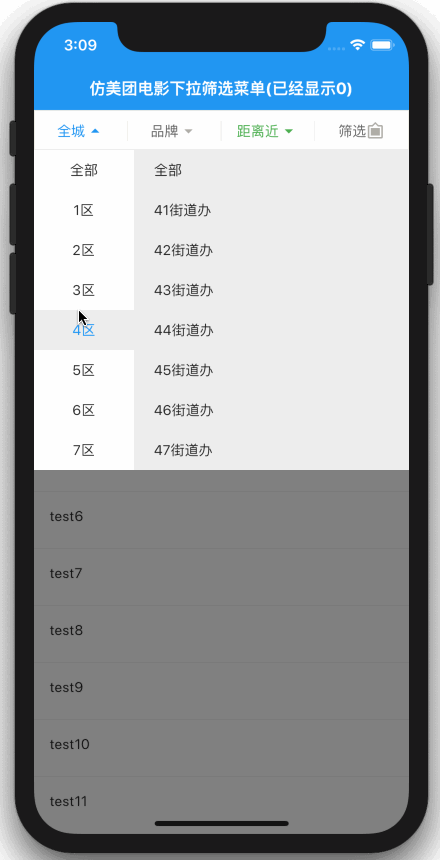 3:09
仿美团电影下拉筛选菜单(已经显示0)
全城 品牌 距离近 筛选
全部 全部
1区 41街道办
2区 42街道办
3区 43街道办
4区 44街道办
5区 45街道办
6区 46街道办
7区 47街道办
test6
test7
test8
test9
test10
test11